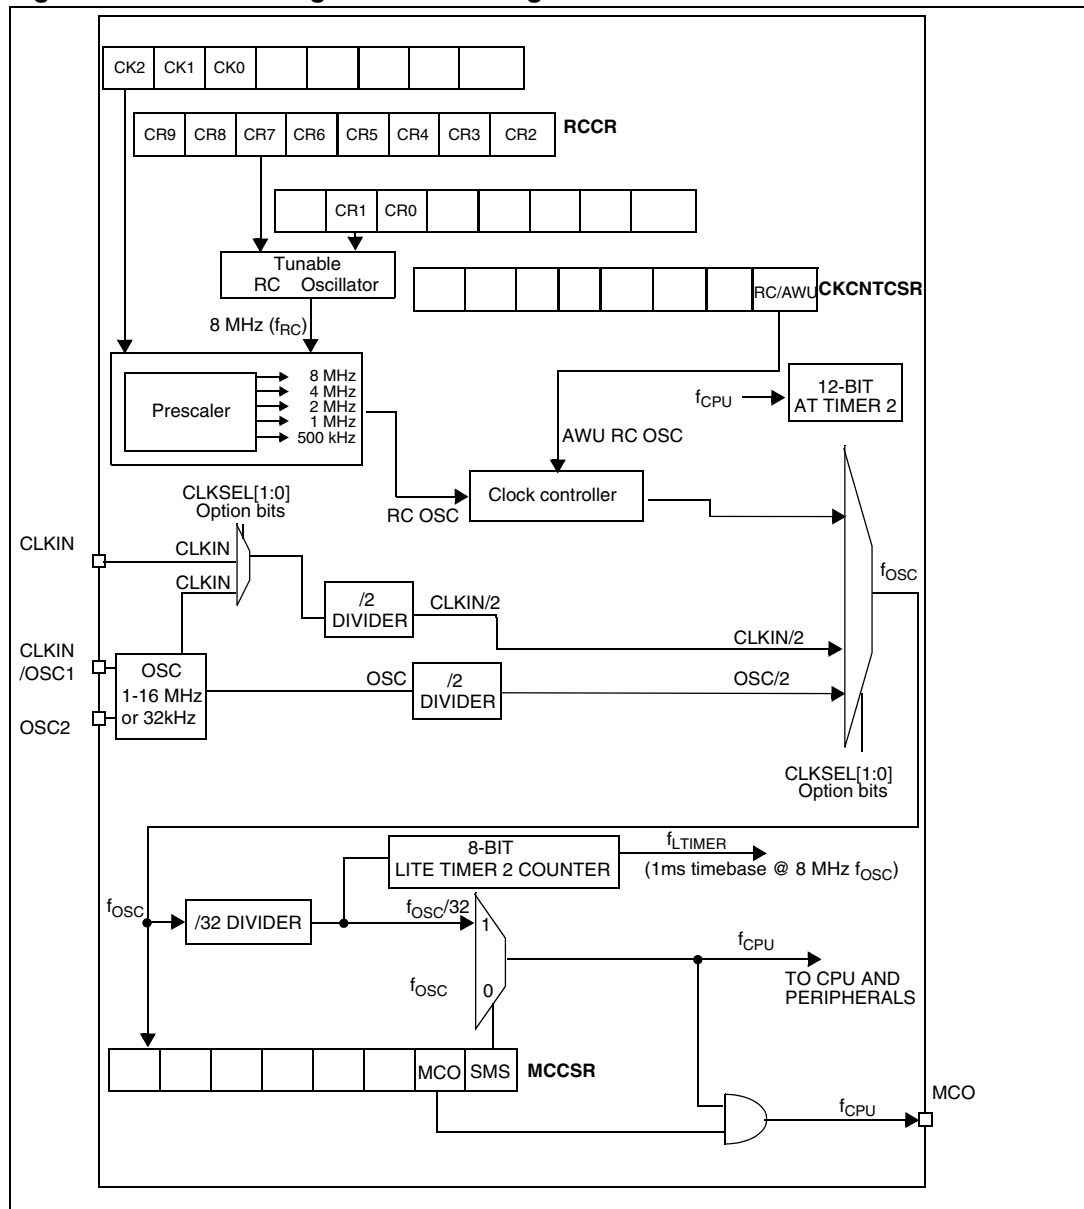 CK2 CK1 CK0
CR9 CR8 CR7 CR6 CR5 CR4 CR3 CR2 RCCR
CR1 CR0
Tunable
RC Oscillator
RC/AWU CKCNTCSR
8 MHz (fRC)
8 MHz
4 MHz
2 MHz
1 MHz
500 kHz
Prescaler
fCPU
12-BIT
AT TIMER 2
AWU RC OSC
Clock controller
RC OSC
CLKSEL[1:0]
Option bits
CLKIN
CLKIN
CLKIN
/2
DIVIDER
CLKIN/2
CLKIN/2
fOSC
CLKIN
/OSC1
OSC2
OSC
1-16 MHz
or 32kHz
OSC
/2
DIVIDER
OSC/2
CLKSEL[1:0]
Option bits
8-BIT
LITE TIMER 2 COUNTER
fLTIMER
(1ms timebase @ 8 MHz fOSC)
fOSC
/32 DIVIDER
fOSC/32
1
fOSC
0
fCPU
TO CPU AND
PERIPHERALS
MCO SMS MCCSR
fCPU
MCO